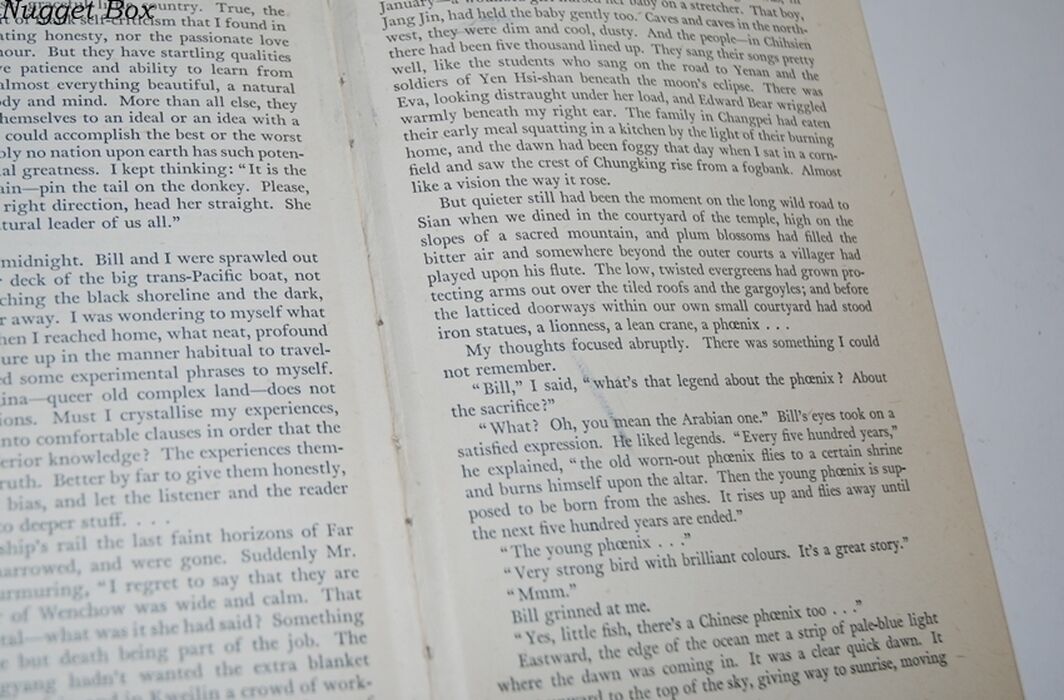 Nugget Box
country. True, the
self-criticism that I found in
ting honesty, nor the passionate love
our. But they have startling qualities
e patience and ability to learn from
almost everything beautiful, a natural
dy and mind. More than all else, they
hemselves to an ideal or an idea with a
could accomplish the best or the worst
bly no nation upon earth has such poten-
al greatness. I kept thinking: “It is the
ain—pin the tail on the donkey. Please,
right direction, head her straight. She
tural leader of us all.”
midnight. Bill and I were sprawled out
deck of the big trans-Pacific boat, not
ching the black shoreline and the dark,
r away. I was wondering to myself what
hen I reached home, what neat, profound
ure up in the manner habitual to travel-
d some experimental phrases to myself.
ina—queer old complex land—does not
ions. Must I crystallise my experiences,
nto comfortable clauses in order that the
erior knowledge? The experiences them-
ruth. Better by far to give them honestly,
bias, and let the listener and the reader
to deeper stuff. . . .
ship's rail the last faint horizons of Far
arrowed, and were gone. Suddenly Mr.
urmuring, “I regret to say that they are
of Wenchow was wide and calm. That
tal—what was it she had said? Something
e but death being part of the job. The
gyang hadn't wanted the extra blanket
in Kweilin a crowd of work-
January—a wounded girl nursed her baby on a stretcher. That boy,
Jang Jin, had held the baby gently too. Caves and caves in the north-
west, they were dim and cool, dusty. And the people—in Chihsien
there had been five thousand lined up. They sang their songs pretty
well, like the students who sang on the road to Yenan and the
soldiers of Yen Hsi-shan beneath the moon's eclipse. There was
Eva, looking distraught under her load, and Edward Bear wriggled
warmly beneath my right ear. The family in Changpei had eaten
their early meal squatting in a kitchen by the light of their burning
home, and the dawn had been foggy that day when I sat in a corn-
field and saw the crest of Chungking rise from a fogbank. Almost
like a vision the way it rose.
But quieter still had been the moment on the long wild road to
Sian when we dined in the courtyard of the temple, high on the
slopes of a sacred mountain, and plum blossoms had filled the
bitter air and somewhere beyond the outer courts a villager had
played upon his flute. The low, twisted evergreens had grown pro-
tecting arms out over the tiled roofs and the gargoyles; and before
the latticed doorways within our own small courtyard had stood
iron statues, a lionness, a lean crane, a phœnix . . .
My thoughts focused abruptly. There was something I could
not remember.
“Bill,” I said, “what's that legend about the phœnix? About
the sacrifice?”
“What? Oh, you mean the Arabian one.” Bill's eyes took on a
satisfied expression. He liked legends. “Every five hundred years,”
he explained, “the old worn-out phœnix flies to a certain shrine
and burns himself upon the altar. Then the young phœnix is sup-
posed to be born from the ashes. It rises up and flies away until
the next five hundred years are ended.”
“The young phœnix . . .”
“Very strong bird with brilliant colours. It's a great story.”
“Mmm.”
Bill grinned at me.
“Yes, little fish, there's a Chinese phœnix too . . .”
Eastward, the edge of the ocean met a strip of pale-blue light
where the dawn was coming in. It was a clear quick dawn. It
to the top of the sky, giving way to sunrise, moving